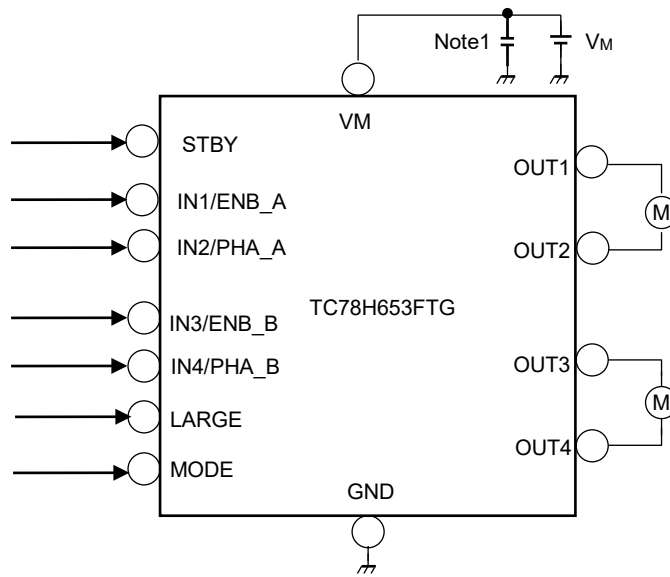 Note1
VM
VM
STBY
OUT1
IN1/ENB_A
M
IN2/PHA_A
OUT2
TC78H653FTG
IN3/ENB_B
OUT3
IN4/PHA_B
M
LARGE
OUT4
MODE
GND